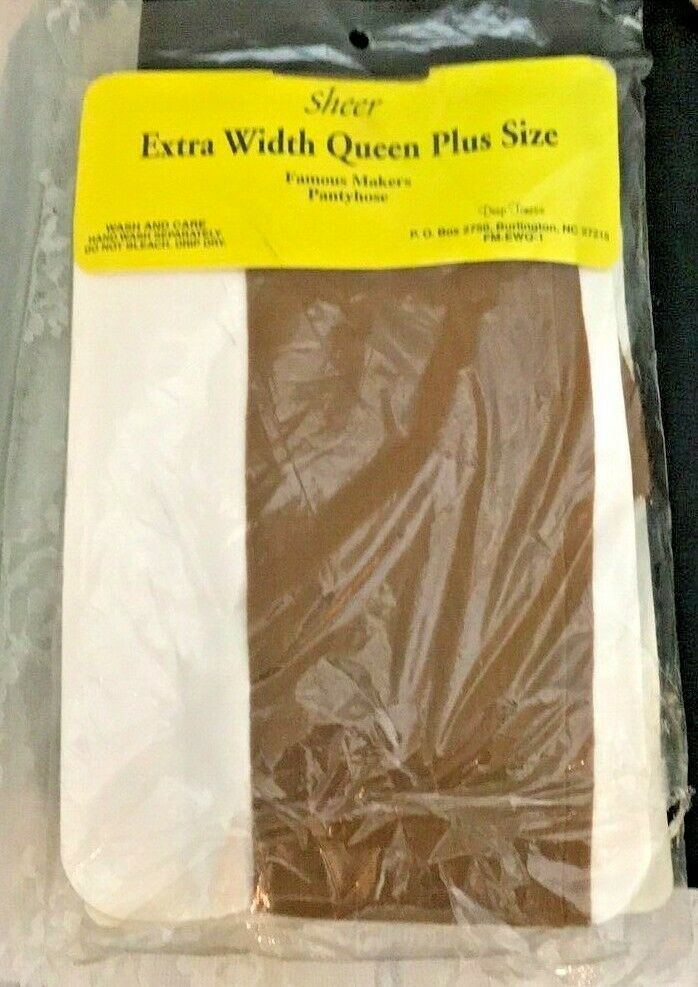 Sheer
Extra Width Queen Plus Size
Famous Makers
Pantyhose
WASH AND CARE
HAND WASH SEPARATELY.
DO NOT BLEACH, DRIP DRY.
P. O. Box 2750, Burlington, NC 27215
FM-EWQ-1